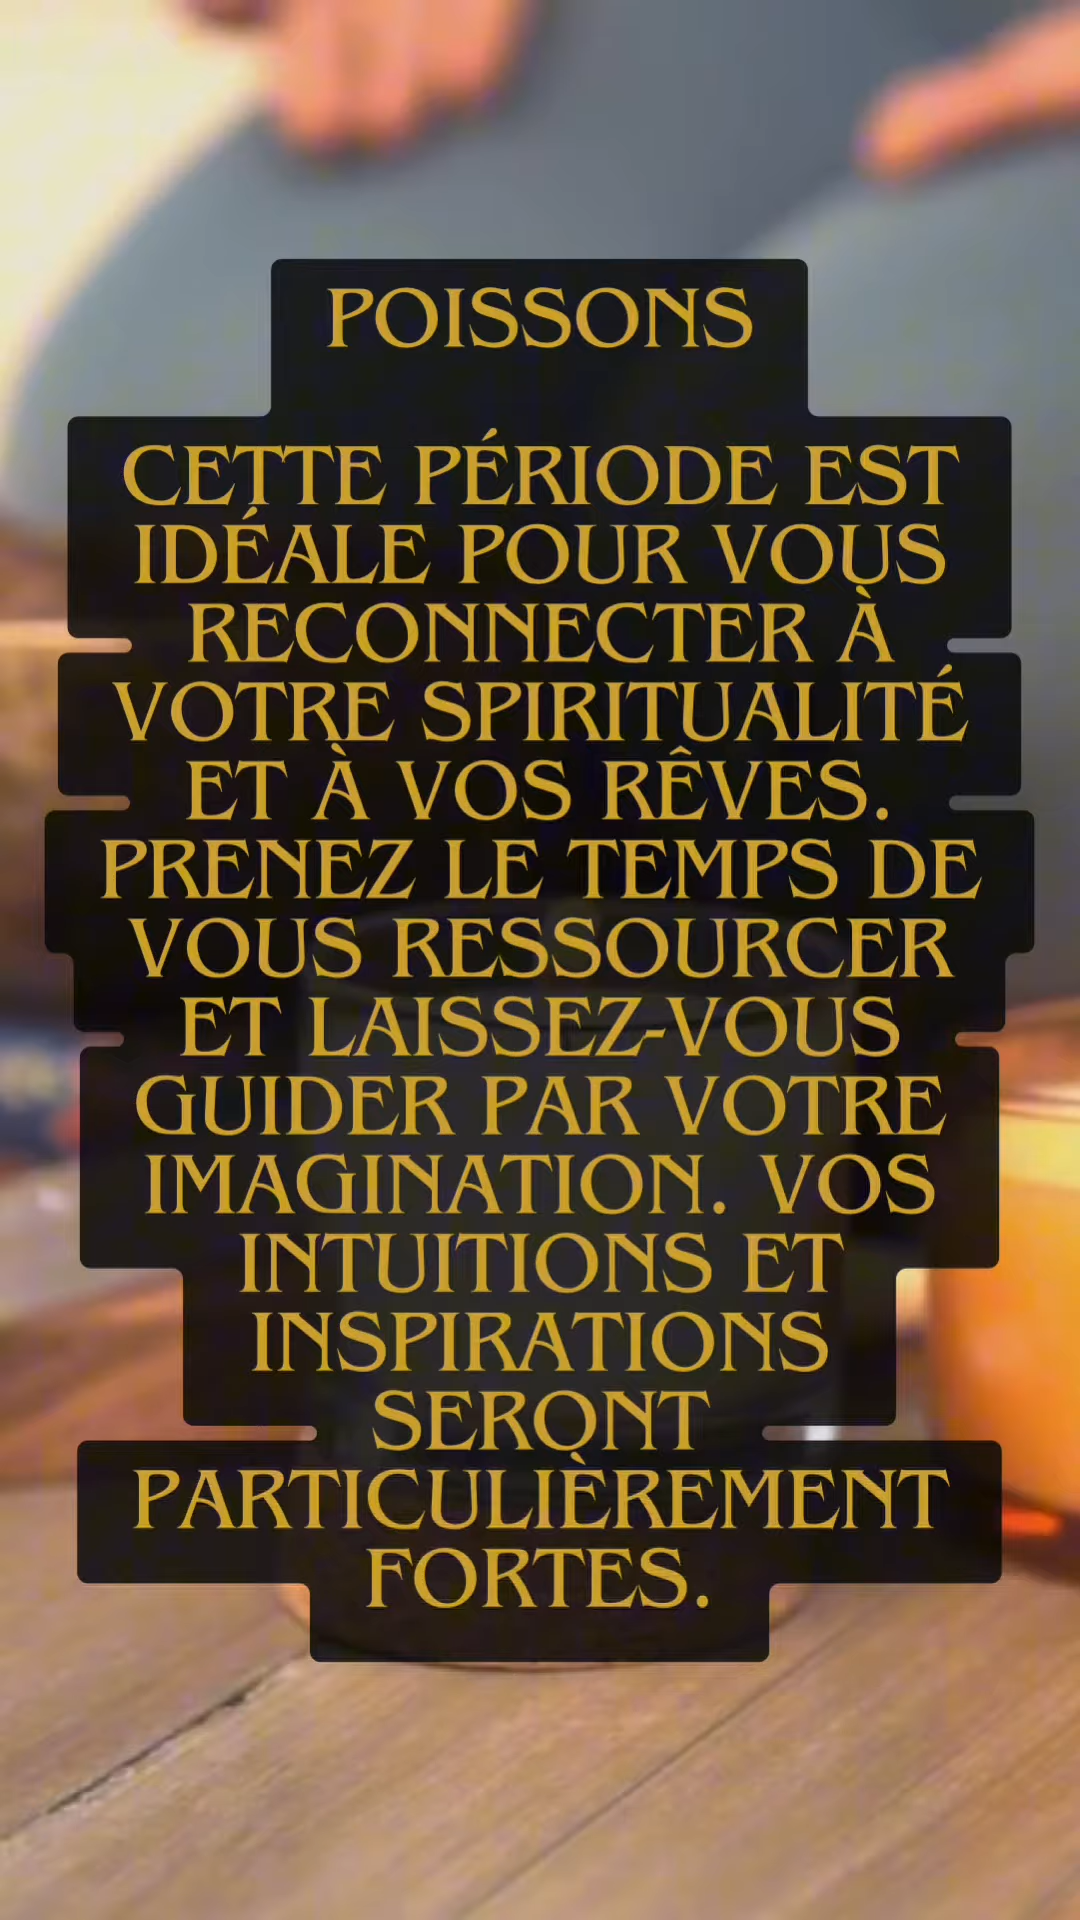 POISSONS
CETTE PÉRIODE EST
IDÉALE POUR VOUS
RECONNECTER À
VOTRE SPIRITUALITÉ
ET À VOS RÊVES.
PRENEZ LE TEMPS DE
VOUS RESSOURCER
ET LAISSEZ-VOUS
GUIDER PAR VOTRE
IMAGINATION. VOS
INTUITIONS ET
INSPIRATIONS
SERONT
PARTICULIÈREMENT
FORTES.